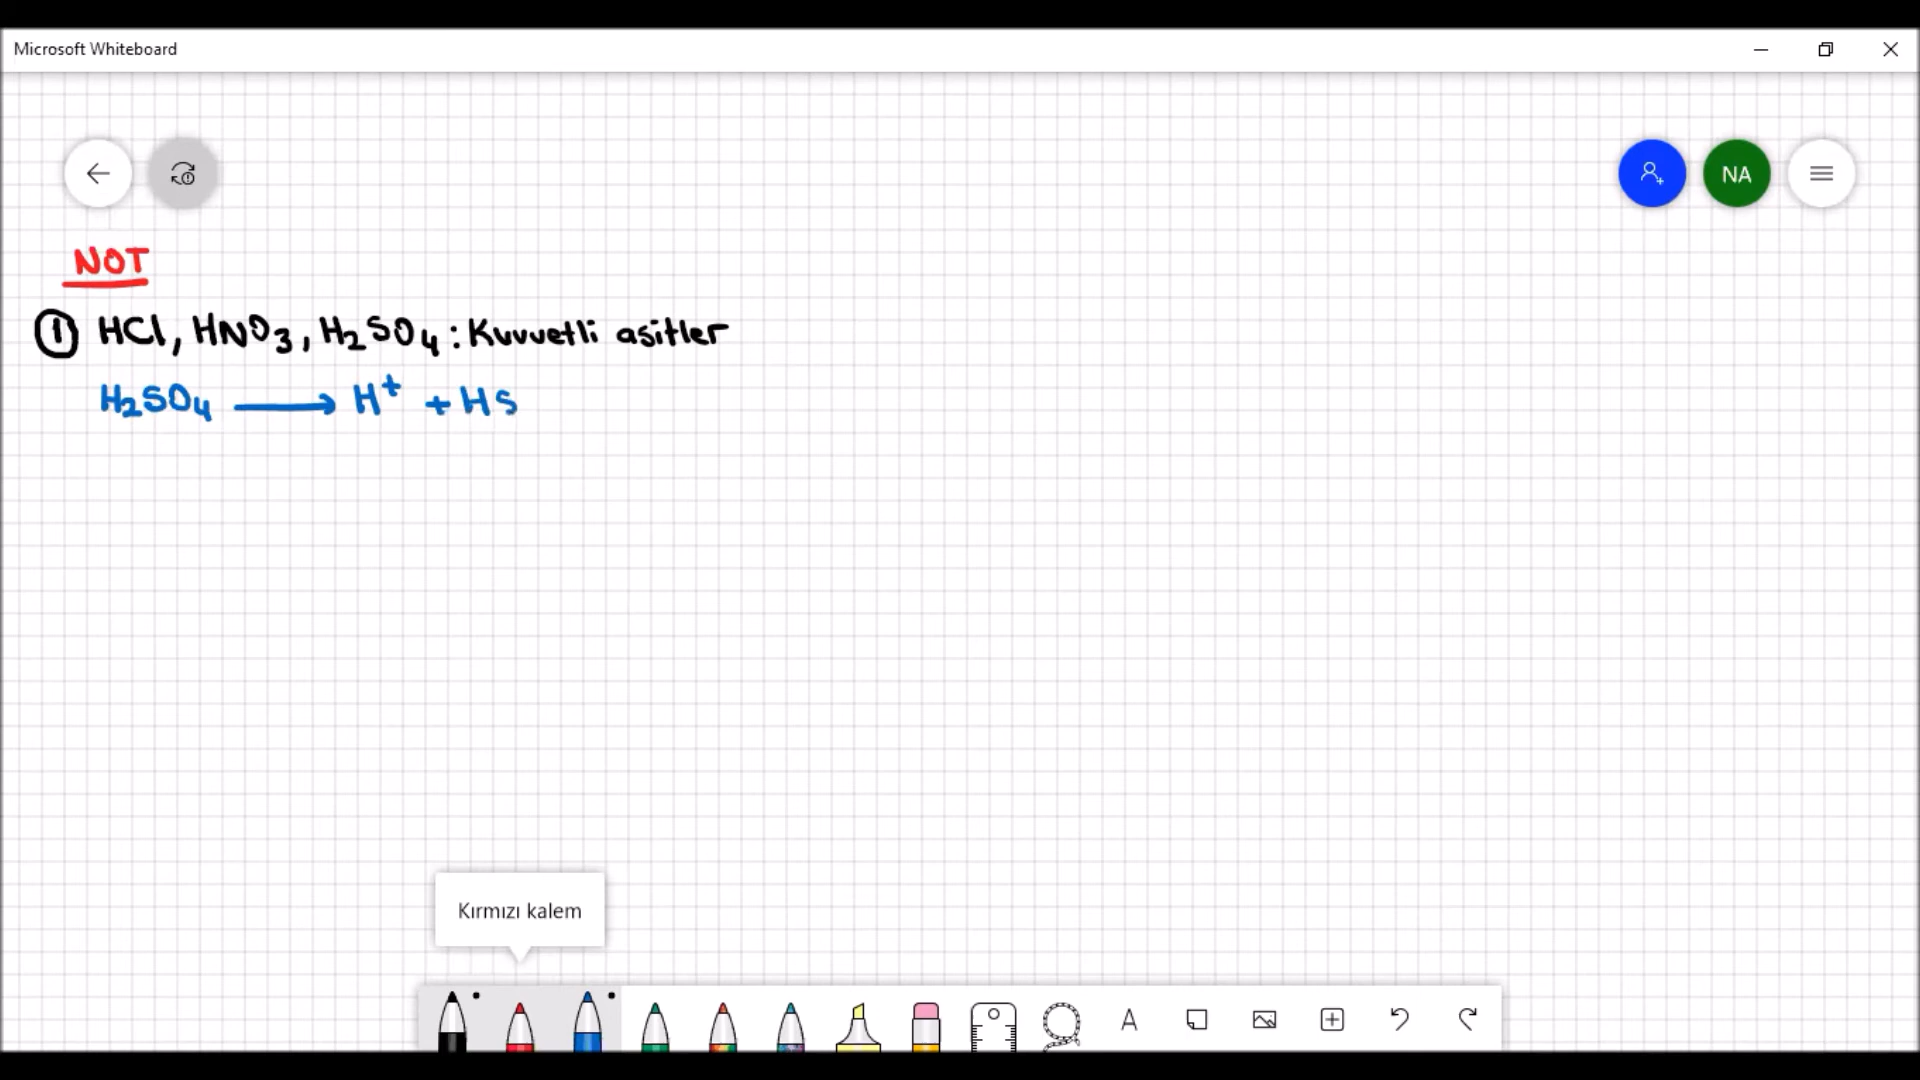 Microsoft Whiteboard
NA
NOT
① HCl, HNO₃, H₂SO₄ : Kuvvetli asitler
H₂SO₄ ⟶ H⁺ + HS
Kırmızı kalem
A